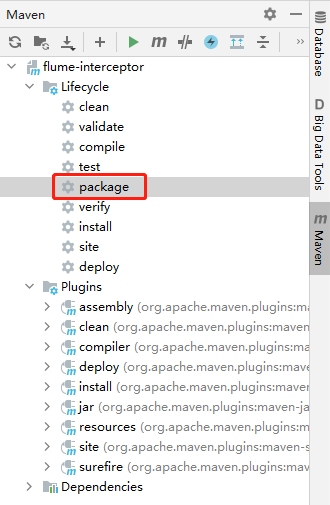 Maven
flume-interceptor
Lifecycle
clean
validate
compile
test
package
verify
install
site
deploy
Plugins
assembly (org.apache.maven.plugins:ma
clean (org.apache.maven.plugins:maven
compiler (org.apache.maven.plugins:ma
deploy (org.apache.maven.plugins:mave
install (org.apache.maven.plugins:mave
jar (org.apache.maven.plugins:maven-ja
resources (org.apache.maven.plugins:m
site (org.apache.maven.plugins:maven-s
surefire (org.apache.maven.plugins:mav
Dependencies
Database
D Big Data Tools
m Maven